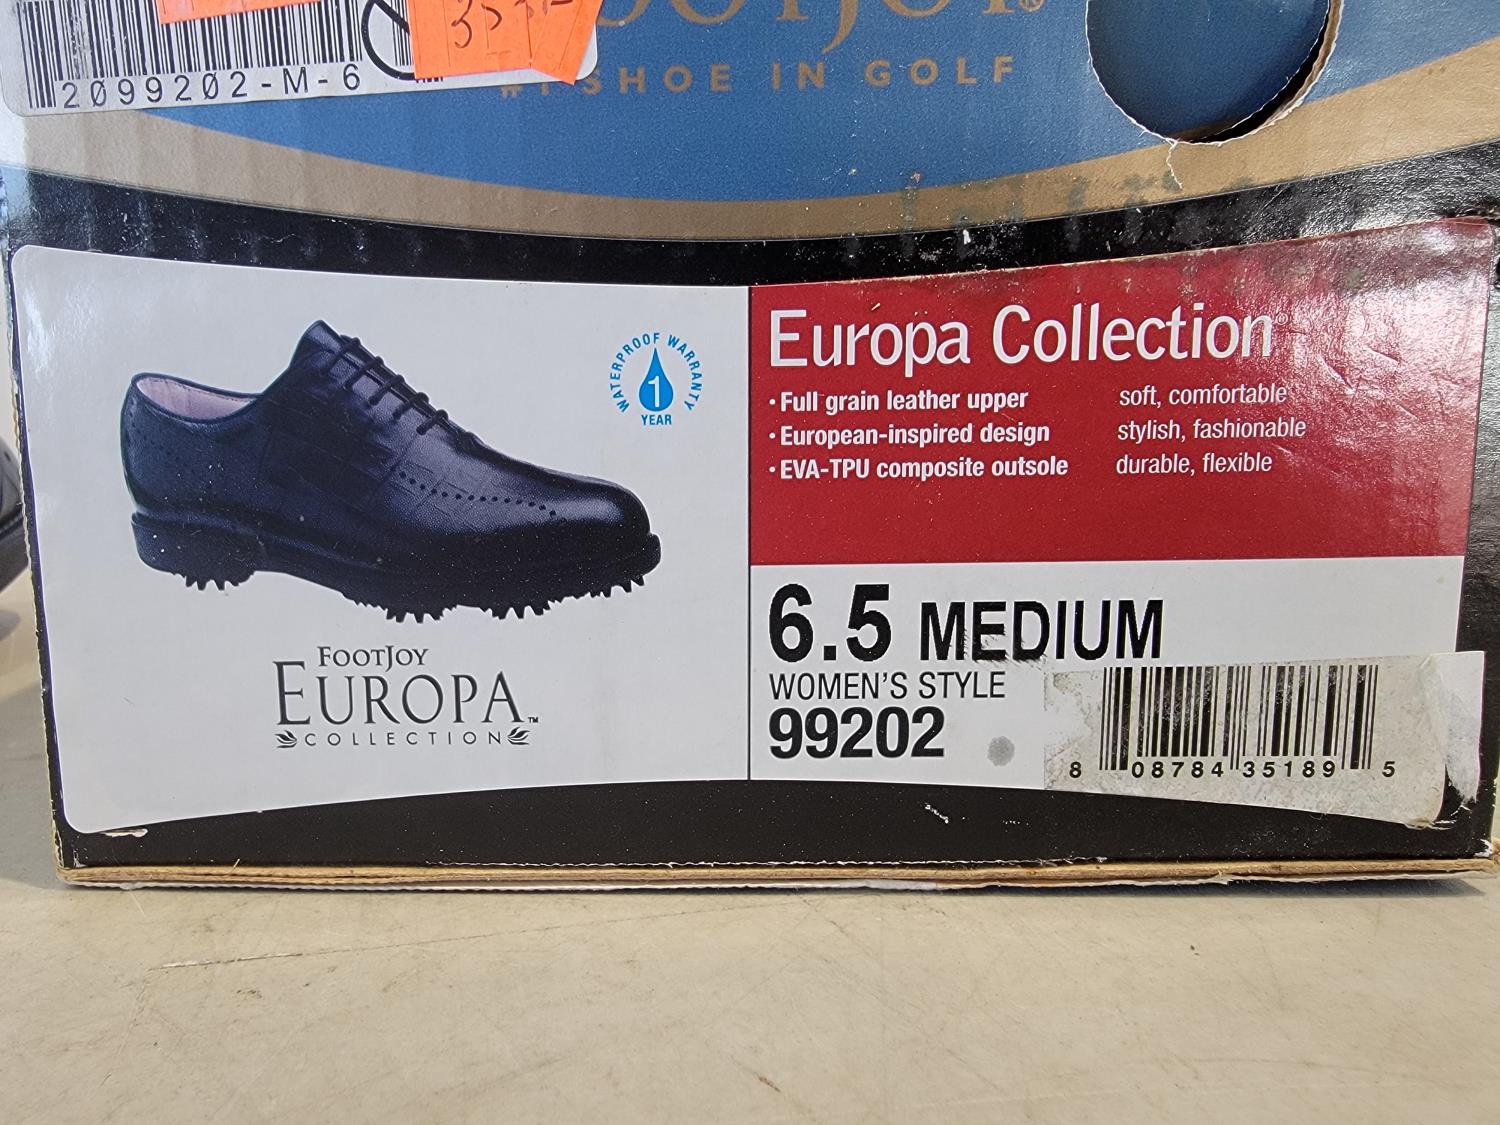 2099202-M-6
SHOE IN GOLF
WATERPROOF WARRANTY
1
YEAR
FOOTJOY
EUROPA™
COLLECTION
Europa Collection®
• Full grain leather upper soft, comfortable
• European-inspired design stylish, fashionable
• EVA-TPU composite outsole durable, flexible
6.5 MEDIUM
WOMEN'S STYLE
99202
8 08784 35189 5